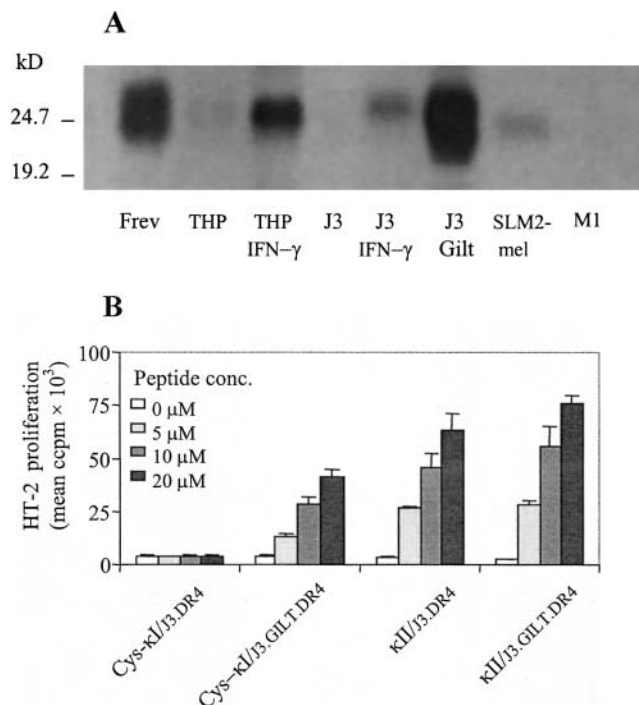 A
kD
24.7
19.2
Frev THP THP IFN–γ J3 J3 IFN–γ J3 Gilt SLM2-mel M1
B
HT-2 proliferation
(mean ccpm × 10³)
100
75
50
25
0
Peptide conc.
0 μM
5 μM
10 μM
20 μM
Cys-κI/J3.DR4
Cys–κI/J3.GILT.DR4
κII/J3.DR4
κII/J3.GILT.DR4